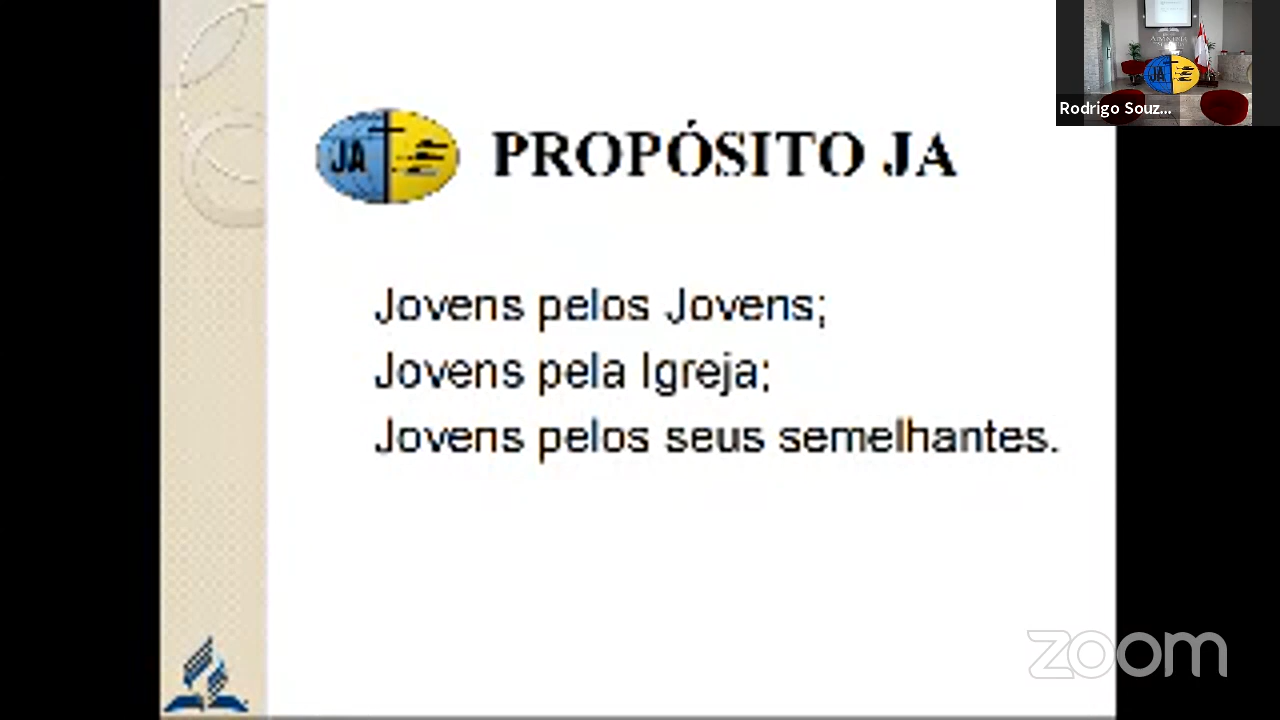 Rodrigo Souz...
JA
PROPÓSITO JA
Jovens pelos Jovens;
Jovens pela Igreja;
Jovens pelos seus semelhantes.
zoom